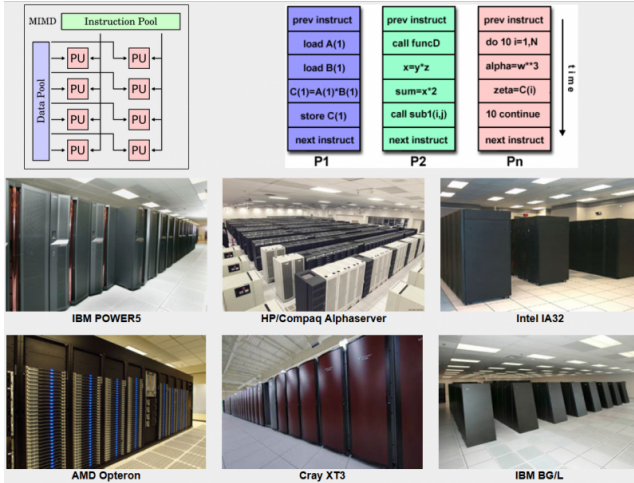 MIMD
Instruction Pool
Data Pool
PU
PU
PU
PU
PU
PU
PU
PU
prev instruct
load A(1)
load B(1)
C(1)=A(1)*B(1)
store C(1)
next instruct
P1
prev instruct
call funcD
x=y*z
sum=x*2
call sub1(i,j)
next instruct
P2
prev instruct
do 10 i=1,N
alpha=w**3
zeta=C(i)
10 continue
next instruct
Pn
time
IBM POWER5
HP/Compaq Alphaserver
Intel IA32
AMD Opteron
Cray XT3
IBM BG/L